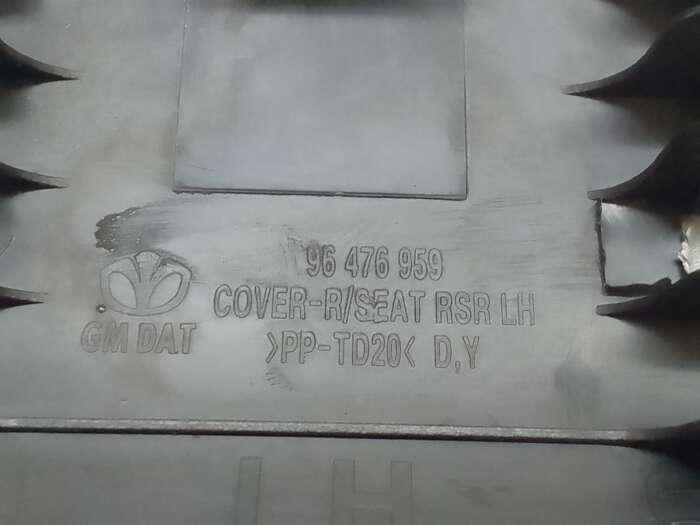 96 476 959
COVER-R/SEAT RSR LH
GM DAT
>PP-TD20< D,Y
LH